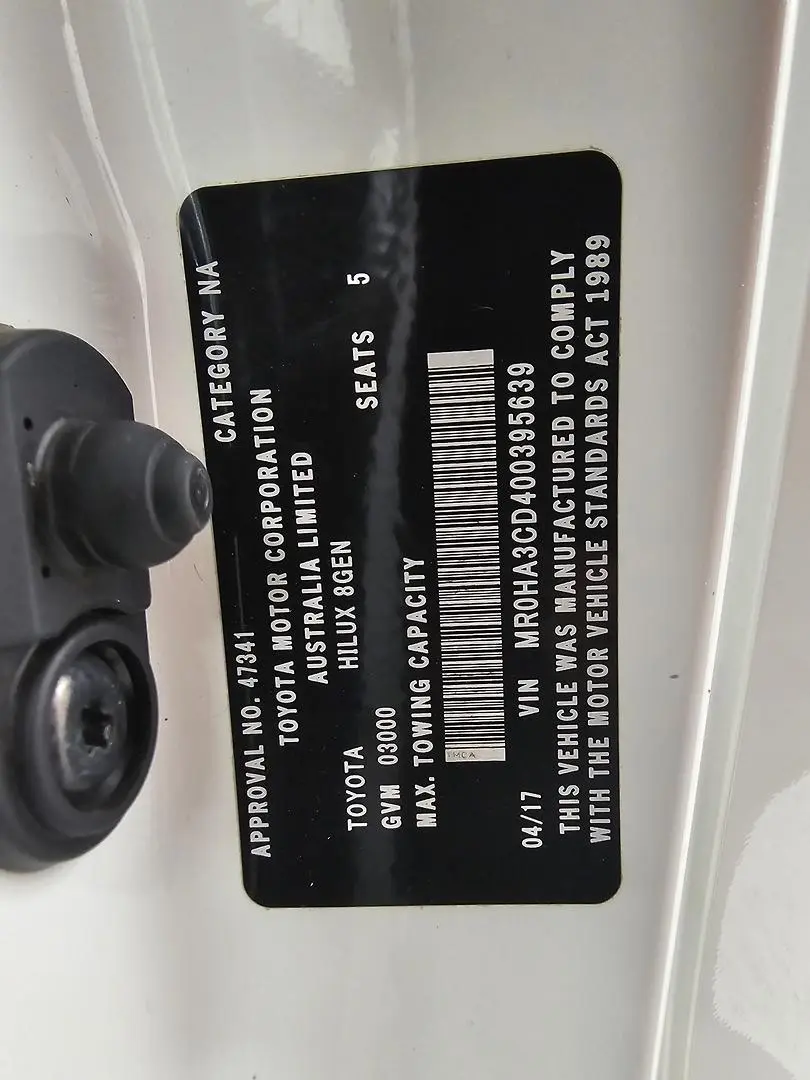 APPROVAL NO. 47341 CATEGORY NA
TOYOTA MOTOR CORPORATION
AUSTRALIA LIMITED
TOYOTA HILUX 8GEN
GVM 03000 SEATS 5
MAX. TOWING CAPACITY
TMCA
04/17 VIN MR0HA3CD400395639
THIS VEHICLE WAS MANUFACTURED TO COMPLY
WITH THE MOTOR VEHICLE STANDARDS ACT 1989